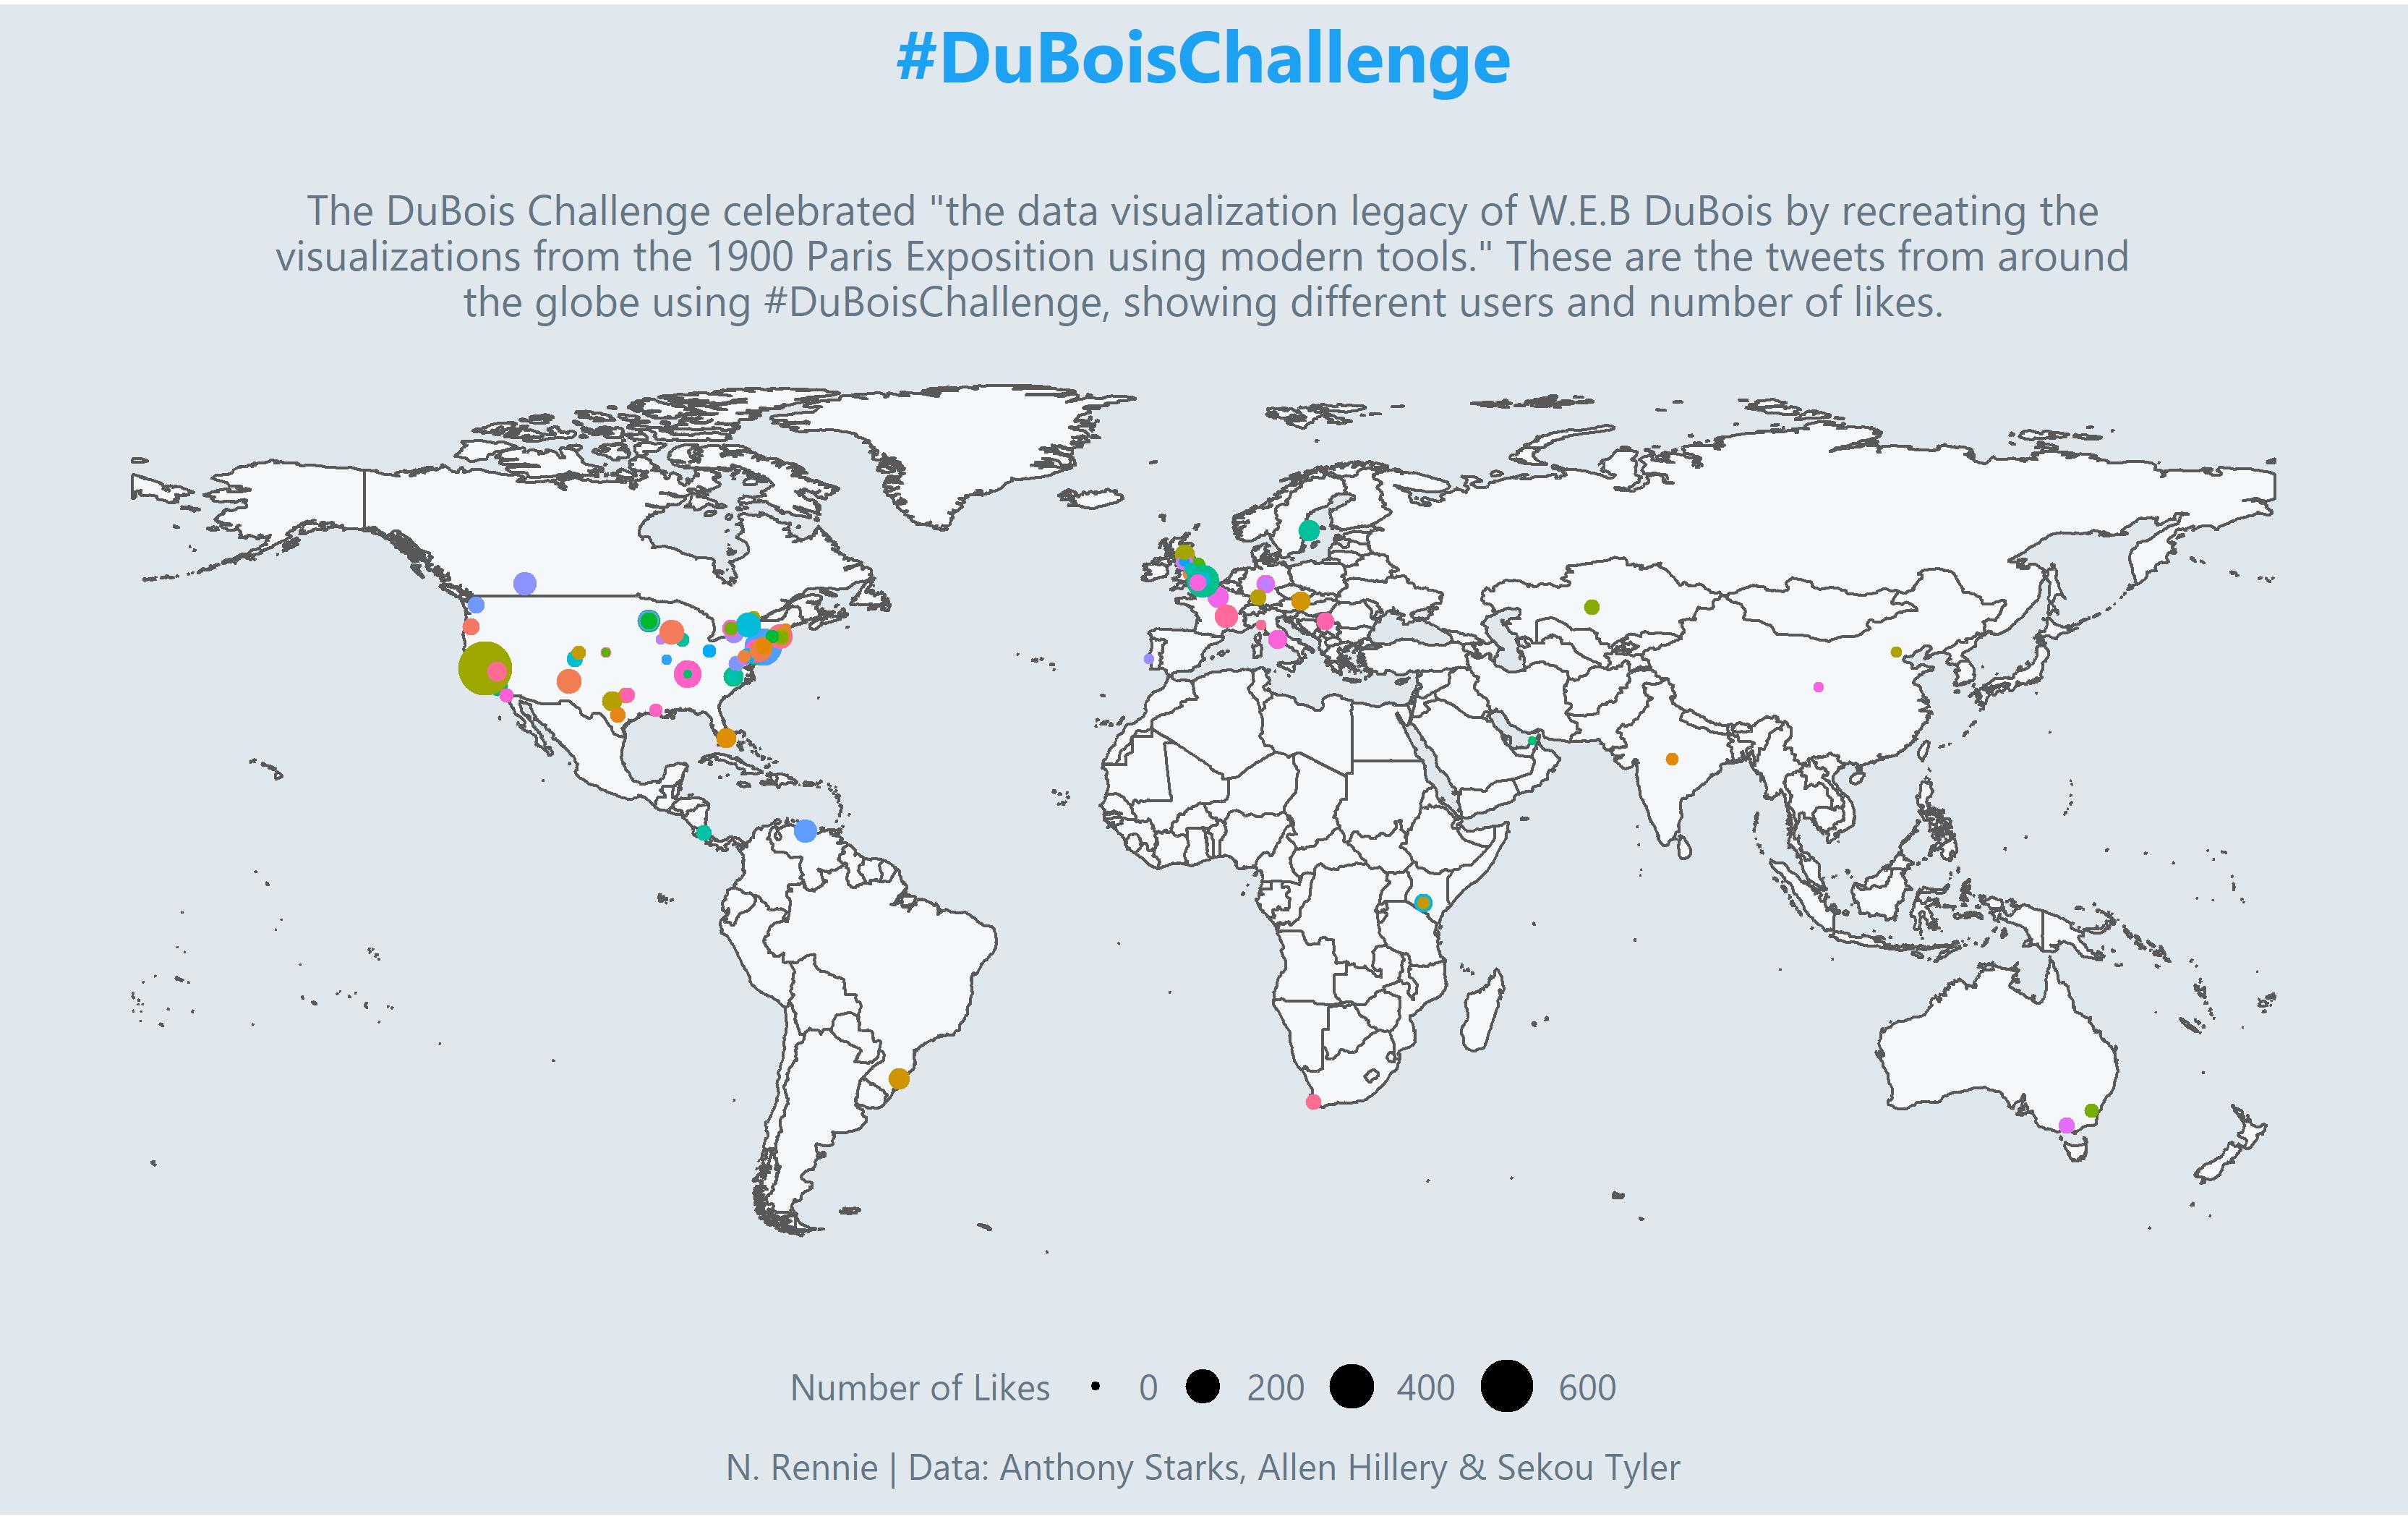 #DuBoisChallenge
The DuBois Challenge celebrated "the data visualization legacy of W.E.B DuBois by recreating the
visualizations from the 1900 Paris Exposition using modern tools." These are the tweets from around
the globe using #DuBoisChallenge, showing different users and number of likes.
Number of Likes 0 200 400 600
N. Rennie | Data: Anthony Starks, Allen Hillery & Sekou Tyler